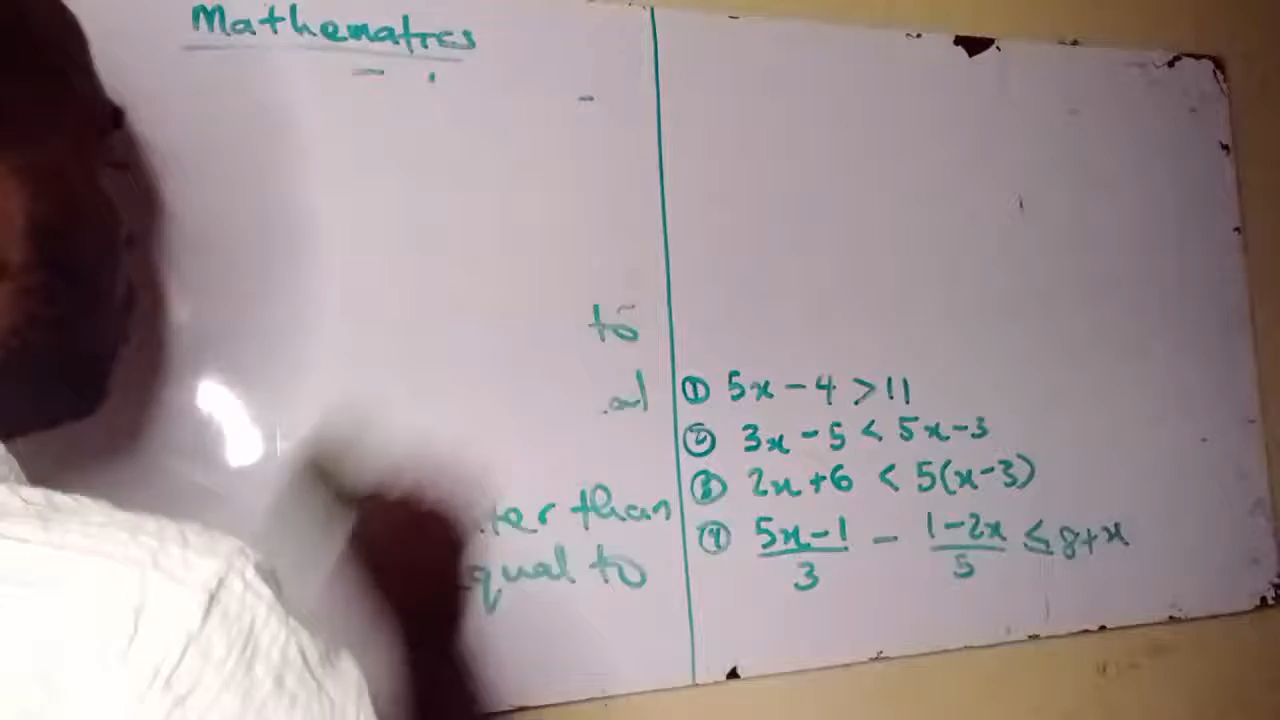 Mathematics
to
al
ter than
qual to
① 5x - 4 > 11
② 3x - 5 < 5x - 3
③ 2x + 6 < 5(x - 3)
④ 5x - 1 / 3 - 1 - 2x / 5 ≤ 8 + x